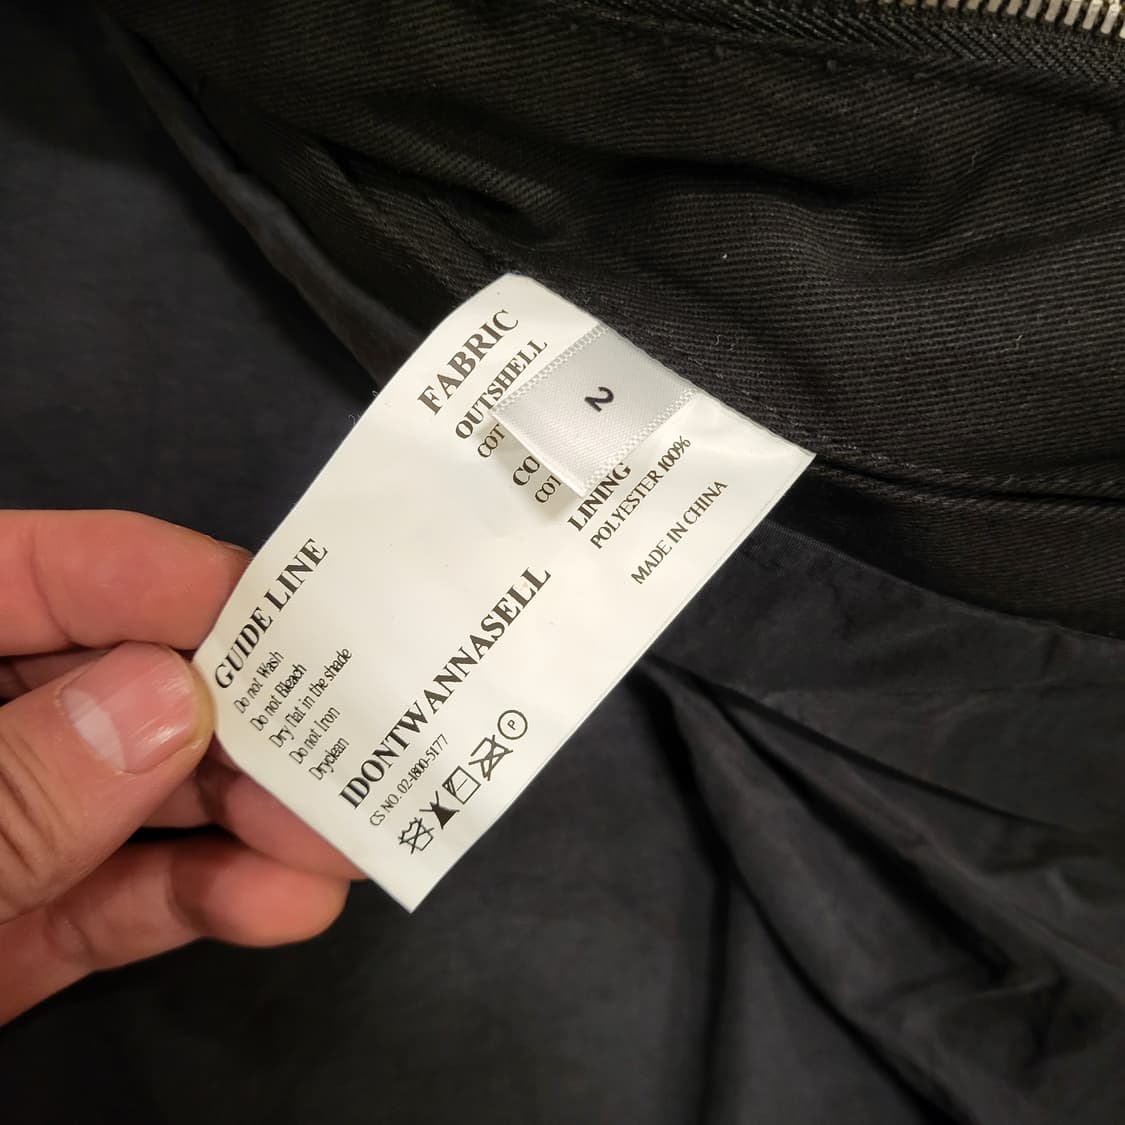 FABRIC
OUTSHELL
COT
CO
COT
LINING
POLYESTER 100%
MADE IN CHINA
2
GUIDE LINE
Do not Wash
Do not Bleach
Dry flat in the shade
Do not Iron
Dryclean
IDONTWANNASELL
CS NO. 02-1800-5177
P